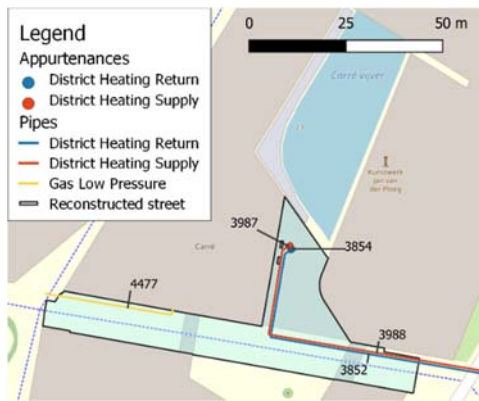 0 25 50 m
Legend
Appurtenances
District Heating Return
District Heating Supply
Pipes
District Heating Return
District Heating Supply
Gas Low Pressure
Reconstructed street
Carré vijver
Kunstwerk
Jan van
der Ploeg
3987
3854
Carré
4477
3988
3852